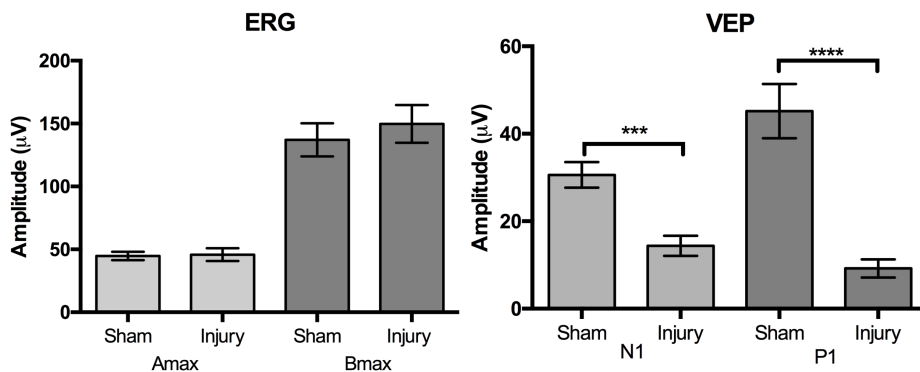 ERG
Amplitude (μV)
200
150
100
50
0
Sham Injury Sham Injury
Amax Bmax
VEP
Amplitude (μV)
60
40
20
0
***
****
Sham Injury Sham Injury
N1 P1